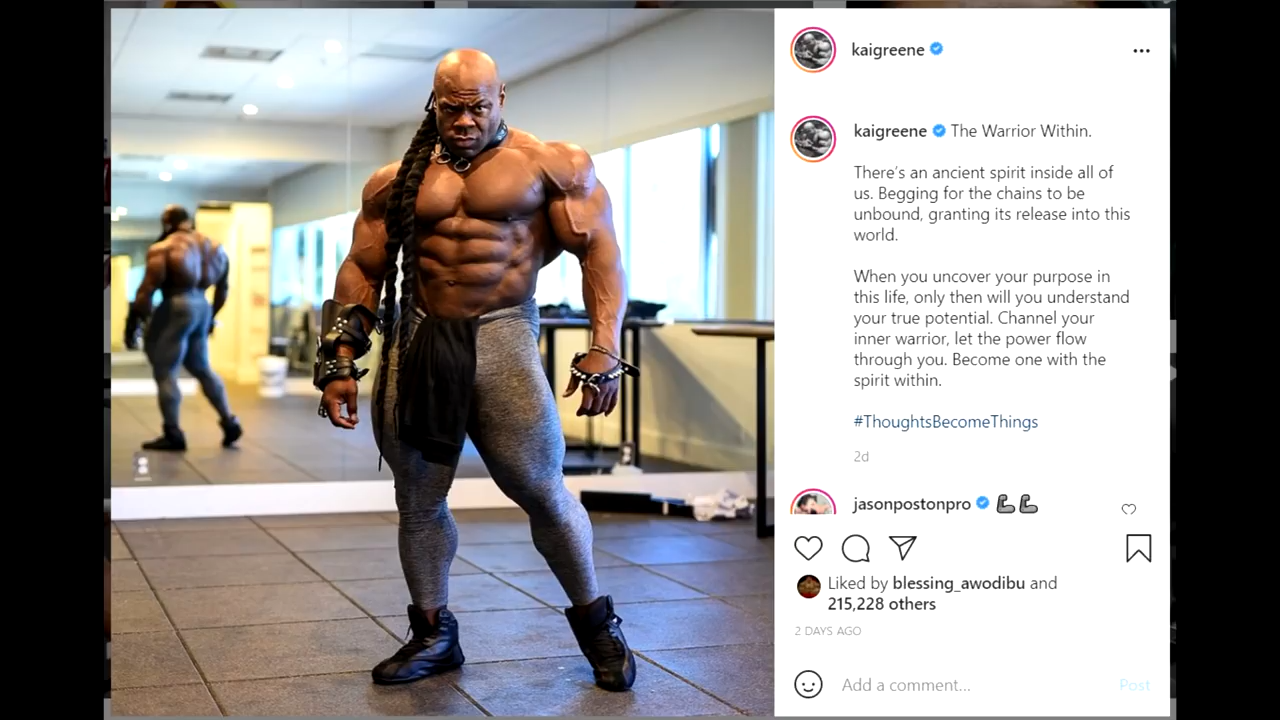 kaigreene
kaigreene The Warrior Within.
There's an ancient spirit inside all of
us. Begging for the chains to be
unbound, granting its release into this
world.
When you uncover your purpose in
this life, only then will you understand
your true potential. Channel your
inner warrior, let the power flow
through you. Become one with the
spirit within.
#ThoughtsBecomeThings
2d
jasonpostonpro
Liked by blessing_awodibu and
215,228 others
2 DAYS AGO
Add a comment... Post